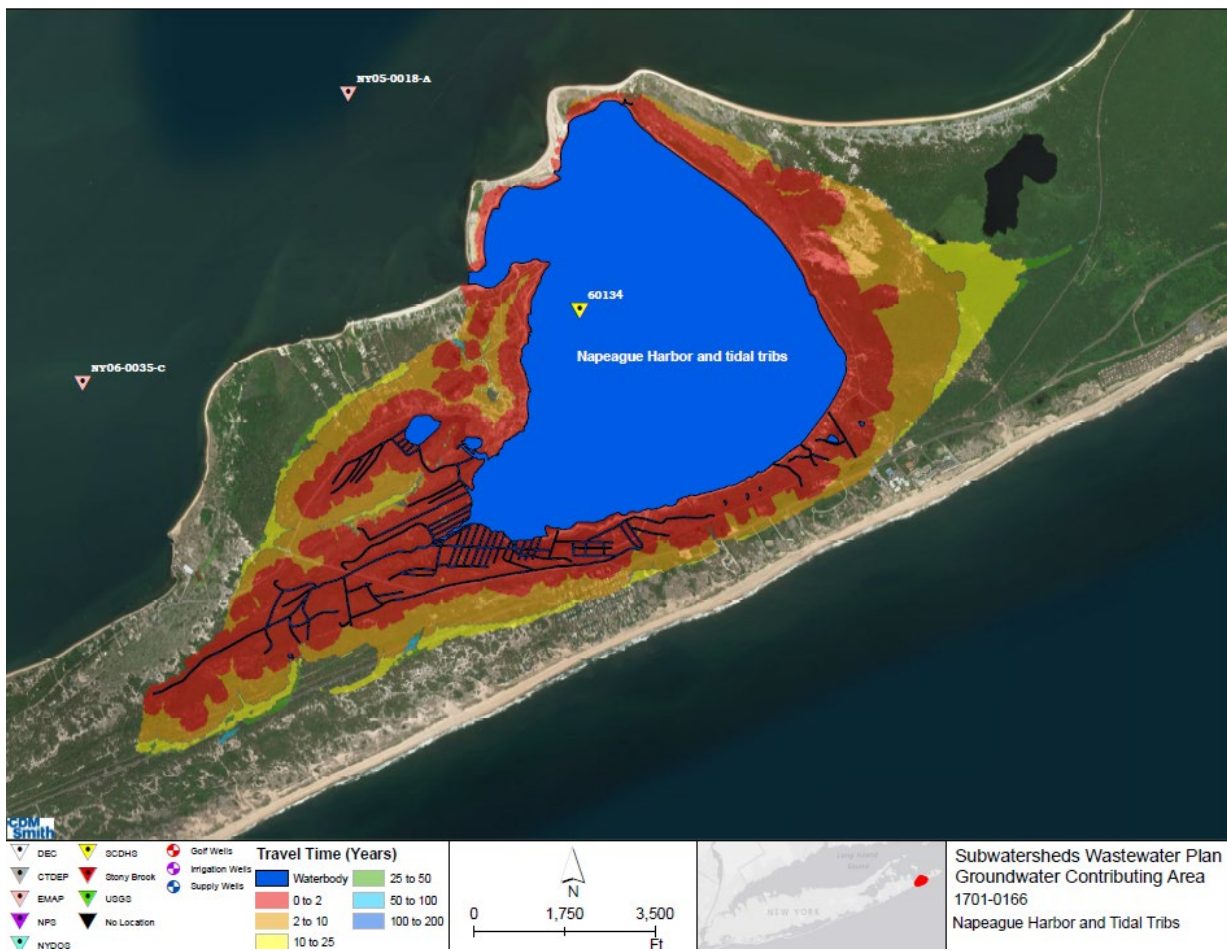 NY05-0018-A
60134
Napeague Harbor and tidal tribs
NY06-0035-C
CDM
Smith
DEC
CTDEP
EMAP
NPS
NYDOS
SCDHS
Stony Brook
USGS
No Location
Golf Wells
Irrigation Wells
Supply Wells
Travel Time (Years)
Waterbody
0 to 2
2 to 10
10 to 25
25 to 50
50 to 100
100 to 200
N
0 1,750 3,500
Ft
Long Island
Sound
NEW YORK
Subwatersheds Wastewater Plan
Groundwater Contributing Area
1701-0166
Napeague Harbor and Tidal Tribs